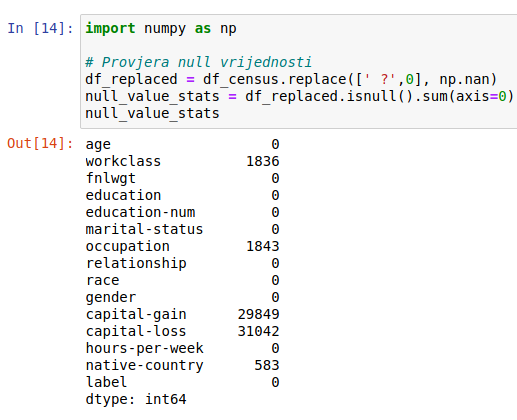 In [14]: import numpy as np
# Provjera null vrijednosti
df_replaced = df_census.replace([' ?',0], np.nan)
null_value_stats = df_replaced.isnull().sum(axis=0)
null_value_stats
Out[14]: age 0
workclass 1836
fnlwgt 0
education 0
education-num 0
marital-status 0
occupation 1843
relationship 0
race 0
gender 0
capital-gain 29849
capital-loss 31042
hours-per-week 0
native-country 583
label 0
dtype: int64